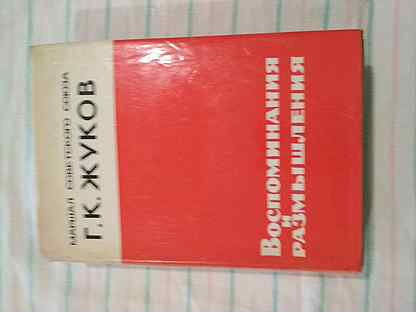 МАРШАЛ СОВЕТСКОГО СОЮЗА
Г. К. ЖУКОВ
ВОСПОМИНАНИЯ
И
РАЗМЫШЛЕНИЯ